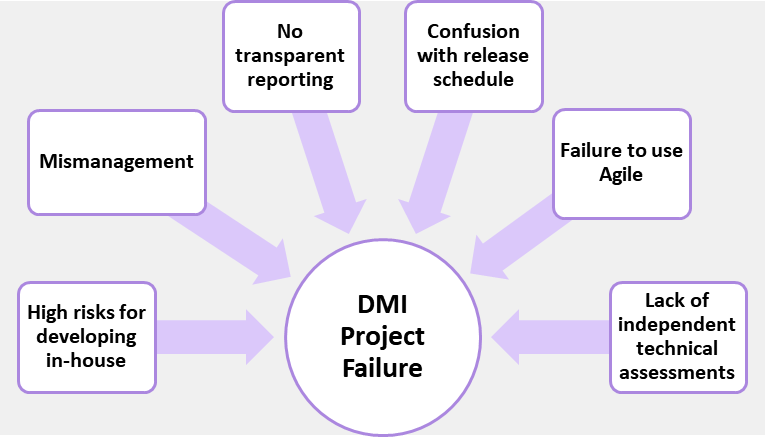 No
transparent
reporting
Confusion
with release
schedule
Mismanagement
Failure to use
Agile
High risks for
developing
in-house
DMI
Project
Failure
Lack of
independent
technical
assessments